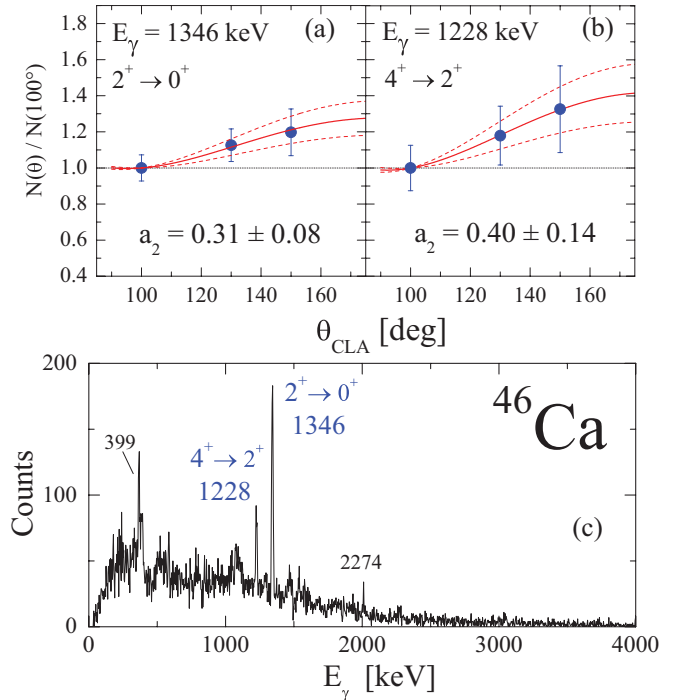 1.8
1.6
1.4
1.2
1.0
0.8
0.6
0.4
N(θ) / N(100°)
E_γ = 1346 keV (a)
2⁺ → 0⁺
a₂ = 0.31 ± 0.08
E_γ = 1228 keV (b)
4⁺ → 2⁺
a₂ = 0.40 ± 0.14
100 120 140 160 100 120 140 160
θ_CLA [deg]
200
100
0
Counts
399
4⁺ → 2⁺
1228
2⁺ → 0⁺
1346
⁴⁶Ca
(c)
2274
0 1000 2000 3000 4000
E_γ [keV]